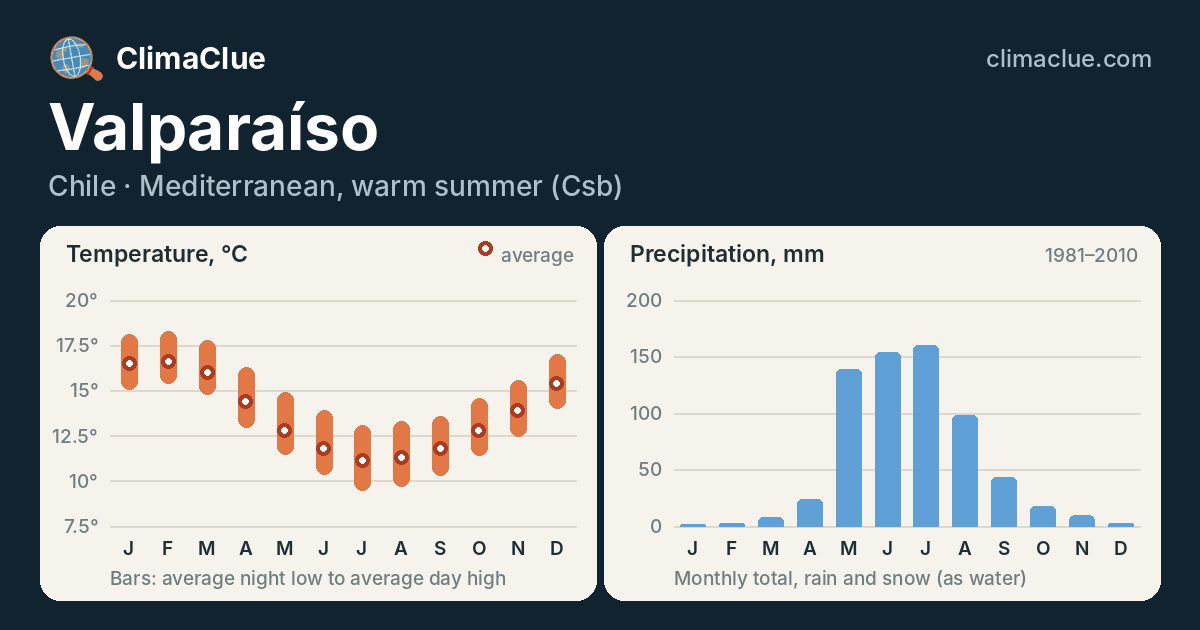 ClimaClue
climaclue.com
Valparaíso
Chile · Mediterranean, warm summer (Csb)
Temperature, °C
average
20°
17.5°
15°
12.5°
10°
7.5°
J F M A M J J A S O N D
Bars: average night low to average day high
Precipitation, mm
1981–2010
200
150
100
50
0
J F M A M J J A S O N D
Monthly total, rain and snow (as water)